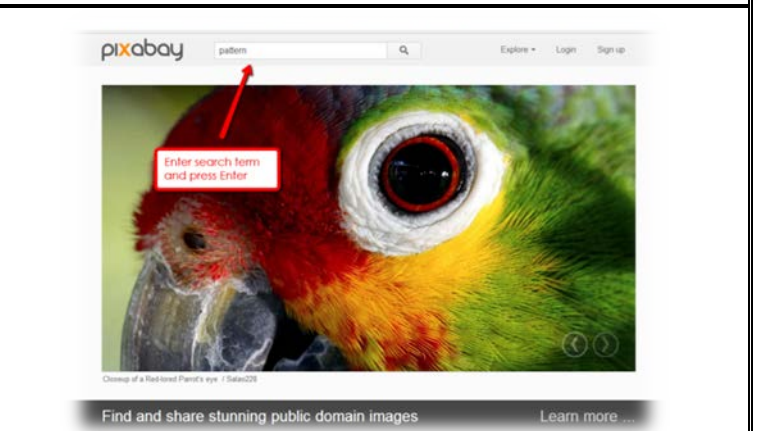 pixabay
pattern
Explore
Login
Sign up
Enter search term
and press Enter
Closeup of a Red-lored Parrot's eye / Salao228
Find and share stunning public domain images
Learn more ...